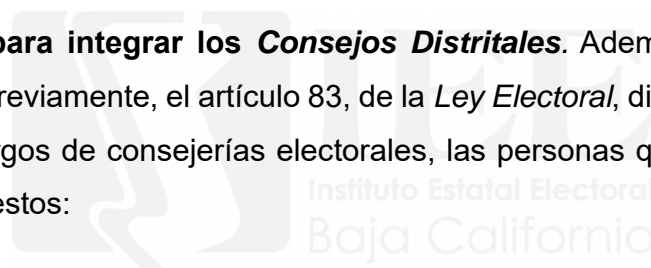 para integrar los Consejos Distritales. Adem
reviamente, el artículo 83, de la Ley Electoral, di
rgos de consejerías electorales, las personas q
estos:
IEE
Instituto Estatal Electoral
Baja California